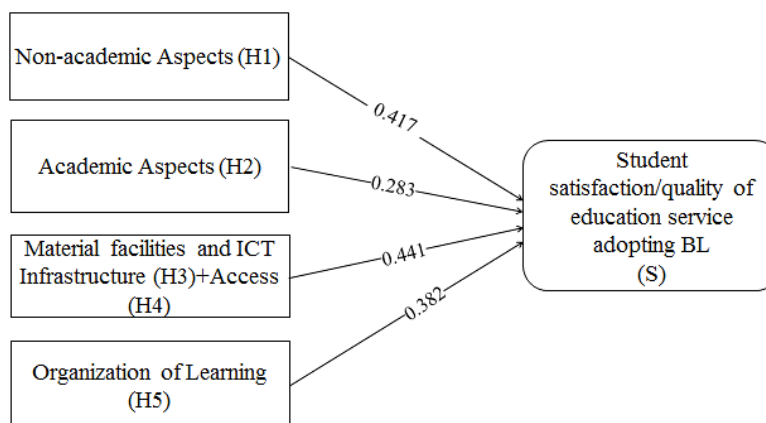 Non-academic Aspects (H1)
0.417
Academic Aspects (H2)
0.283
Material facilities and ICT
Infrastructure (H3)+Access
(H4)
0.441
Organization of Learning
(H5)
0.382
Student
satisfaction/quality of
education service
adopting BL
(S)